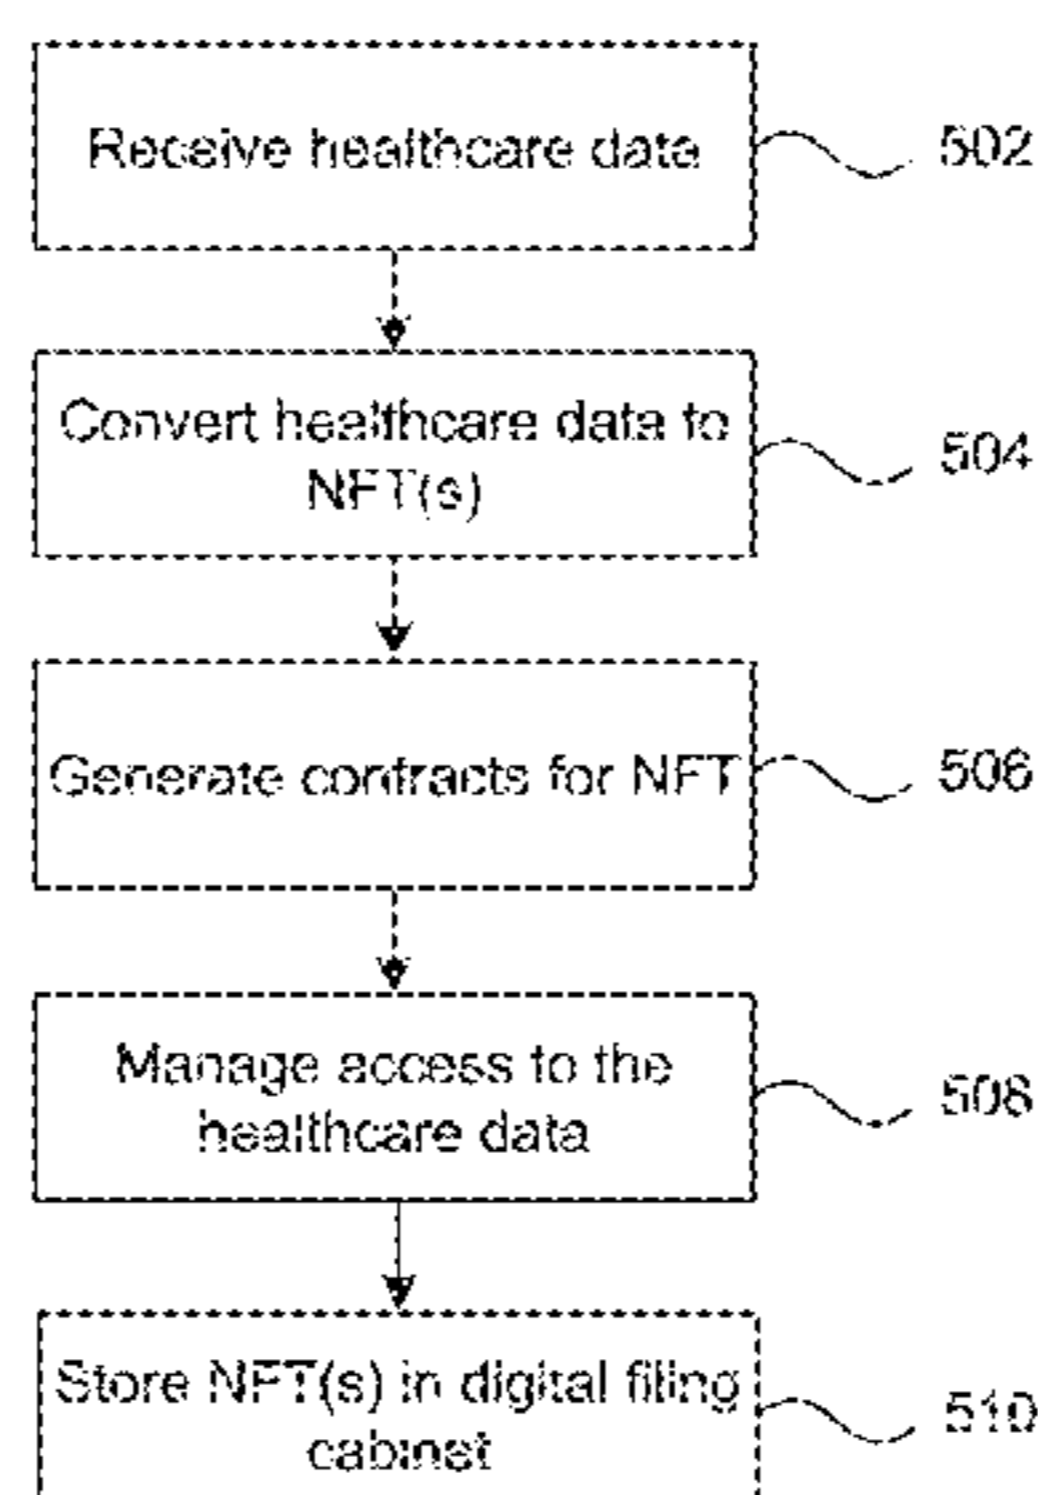 Receive healthcare data
502
Convert healthcare data to
NFT(s)
504
Generate contracts for NFT
506
Manage access to the
healthcare data
508
Store NFT(s) in digital filing
cabinet
510